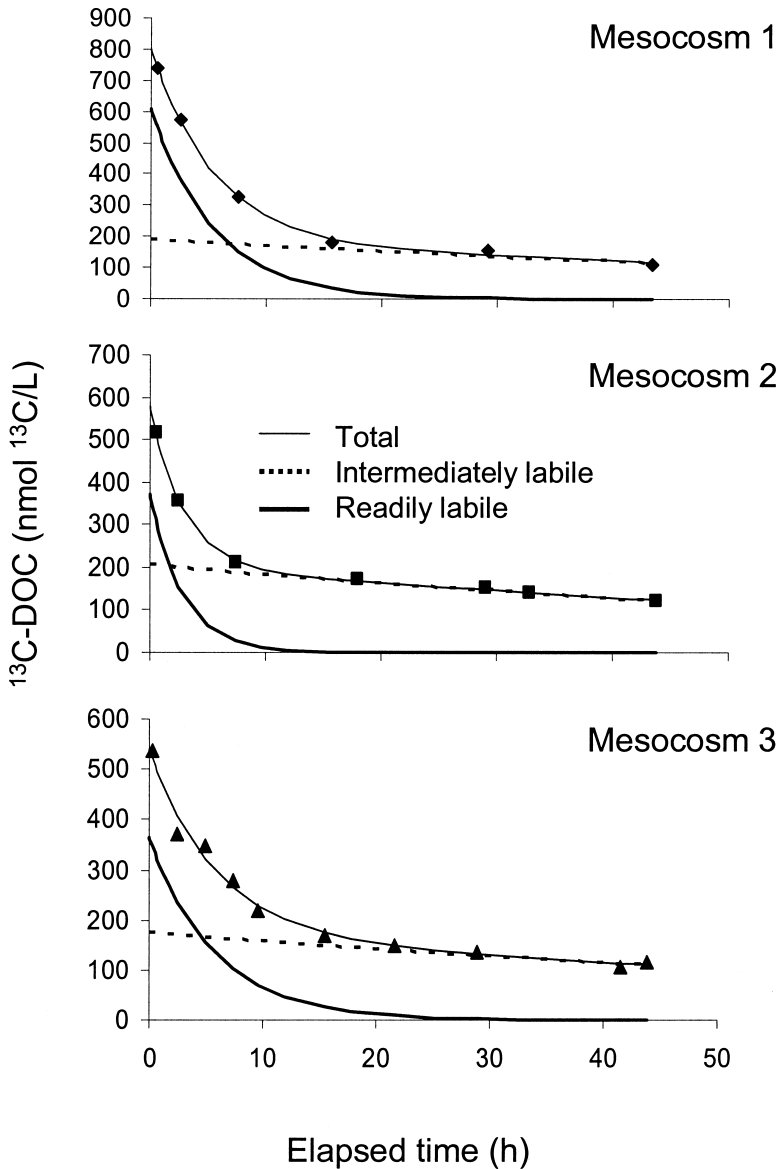 Mesocosm 1
900
800
700
600
500
400
300
200
100
0
Mesocosm 2
700
600
500
400
300
200
100
0
Total
Intermediately labile
Readily labile
¹³C-DOC (nmol ¹³C/L)
Mesocosm 3
600
500
400
300
200
100
0
0 10 20 30 40 50
Elapsed time (h)